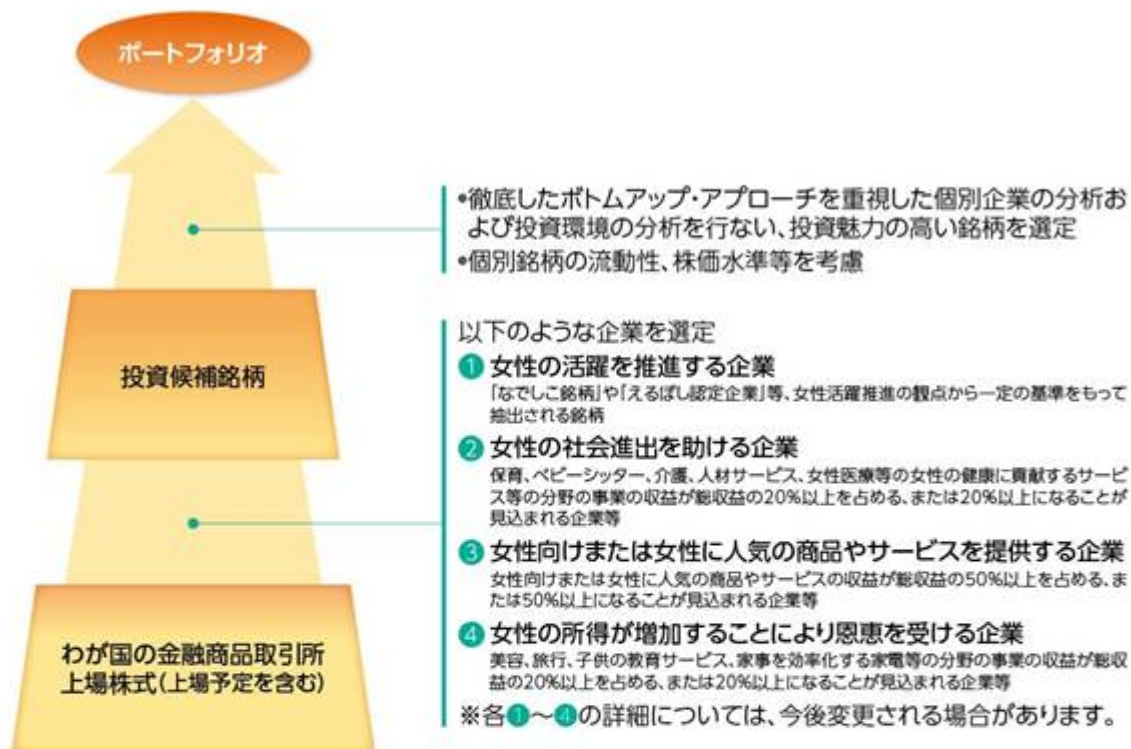 ポートフォリオ
•徹底したボトムアップ・アプローチを重視した個別企業の分析お
よび投資環境の分析を行ない、投資魅力の高い銘柄を選定
•個別銘柄の流動性、株価水準等を考慮
投資候補銘柄
以下のような企業を選定
❶ 女性の活躍を推進する企業
「なでしこ銘柄」や「えるぼし認定企業」等、女性活躍推進の観点から一定の基準をもって
抽出される銘柄
❷ 女性の社会進出を助ける企業
保育、ベビーシッター、介護、人材サービス、女性医療等の女性の健康に貢献するサービ
ス等の分野の事業の収益が総収益の20%以上を占める、または20%以上になることが
見込まれる企業等
❸ 女性向けまたは女性に人気の商品やサービスを提供する企業
女性向けまたは女性に人気の商品やサービスの収益が総収益の50%以上を占める、ま
たは50%以上になることが見込まれる企業等
❹ 女性の所得が増加することにより恩恵を受ける企業
美容、旅行、子供の教育サービス、家事を効率化する家電等の分野の事業の収益が総収
益の20%以上を占める、または20%以上になることが見込まれる企業等
※各❶〜❹の詳細については、今後変更される場合があります。
わが国の金融商品取引所
上場株式(上場予定を含む)